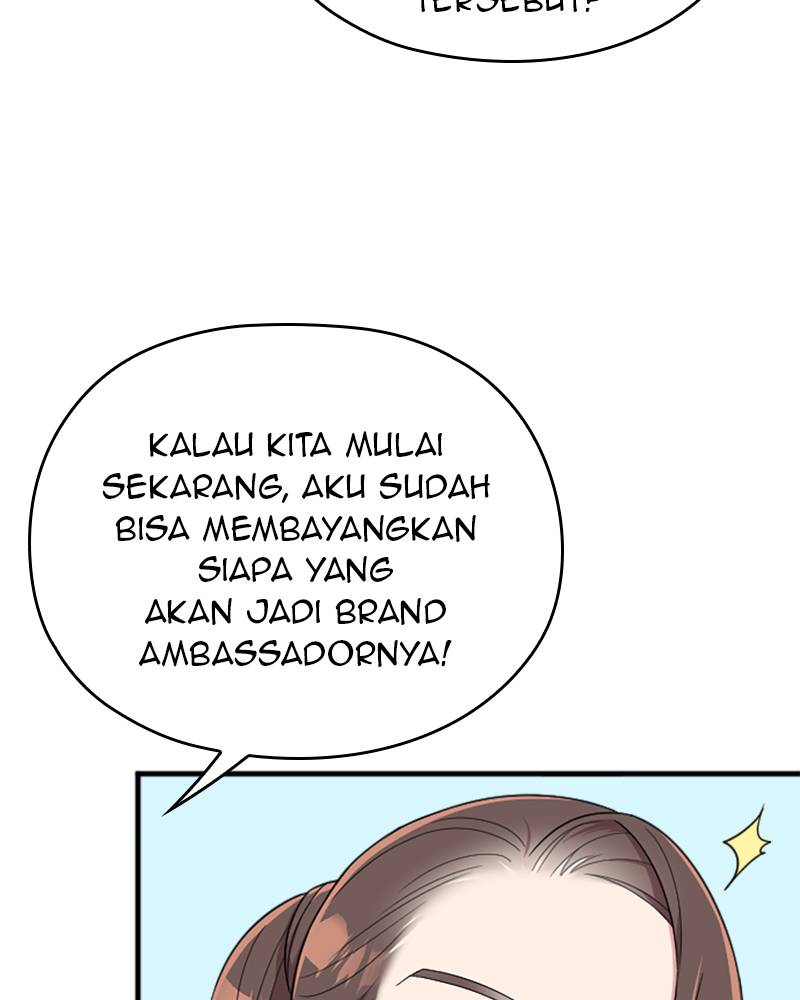 TERSEBUT?
KALAU KITA MULAI
SEKARANG, AKU SUDAH
BISA MEMBAYANGKAN
SIAPA YANG
AKAN JADI BRAND
AMBASSADORNYA!